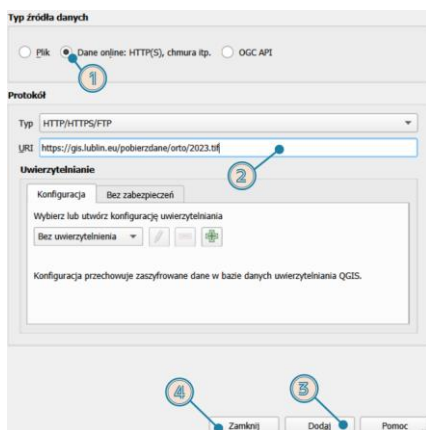 Typ źródła danych
Plik Dane online: HTTP(S), chmura itp. OGC API
1
Protokół
Typ HTTP/HTTPS/FTP
URI https://gis.lublin.eu/pobierzdane/orto/2023.tif
2
Uwierzytelnianie
Konfiguracja Bez zabezpieczeń
Wybierz lub utwórz konfigurację uwierzytelniania
Bez uwierzytelnienia
Konfiguracja przechowuje zaszyfrowane dane w bazie danych uwierzytelniania QGIS.
4 3
Zamknij Dodaj Pomoc